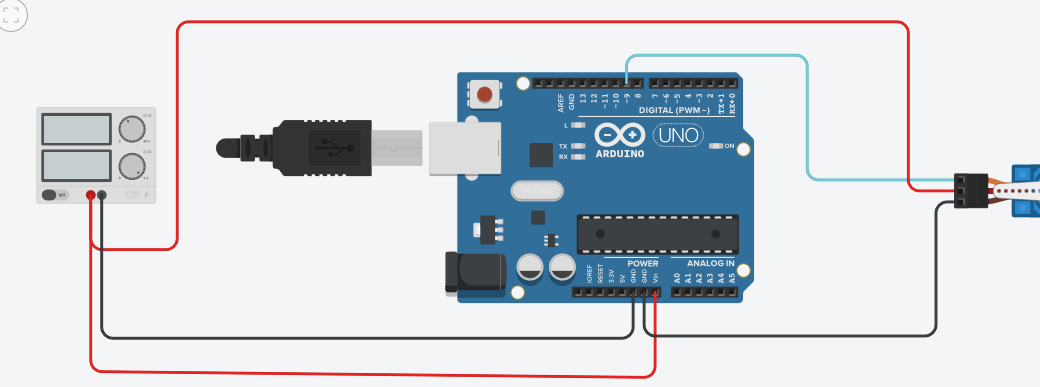 OFF
AREF
GND
13
12
~11
~10
~9
8
7
~6
~5
4
~3
2
TX→1
RX←0
DIGITAL (PWM~)
L
TX
RX
UNO
ON
ARDUINO
POWER
ANALOG IN
IOREF
RESET
3.3V
5V
GND
GND
Vin
A0
A1
A2
A3
A4
A5